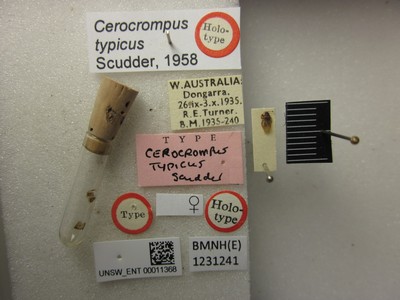 Cerocrompus
typicus
Scudder, 1958
Holo-
type
W. AUSTRALIA:
Dongarra.
26.ix-3.x.1935.
R.E. Turner.
B.M.1935-240
TYPE
CEROCROMPUS
TYPICUS
Scudder
Type
♀
Holo-
type
UNSW_ENT 00011368
BMNH(E)
1231241